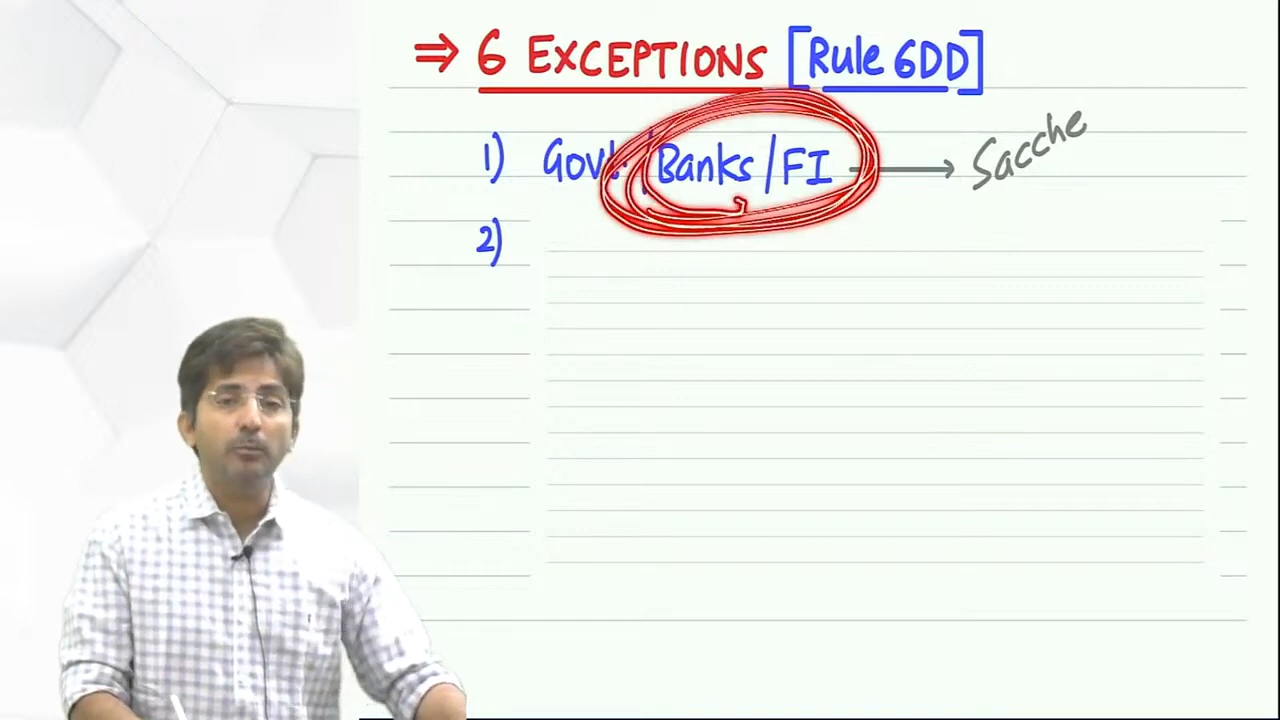 ⇒ 6 EXCEPTIONS [Rule 6DD]
1) Govt. / Banks / FI → Sacche
2)